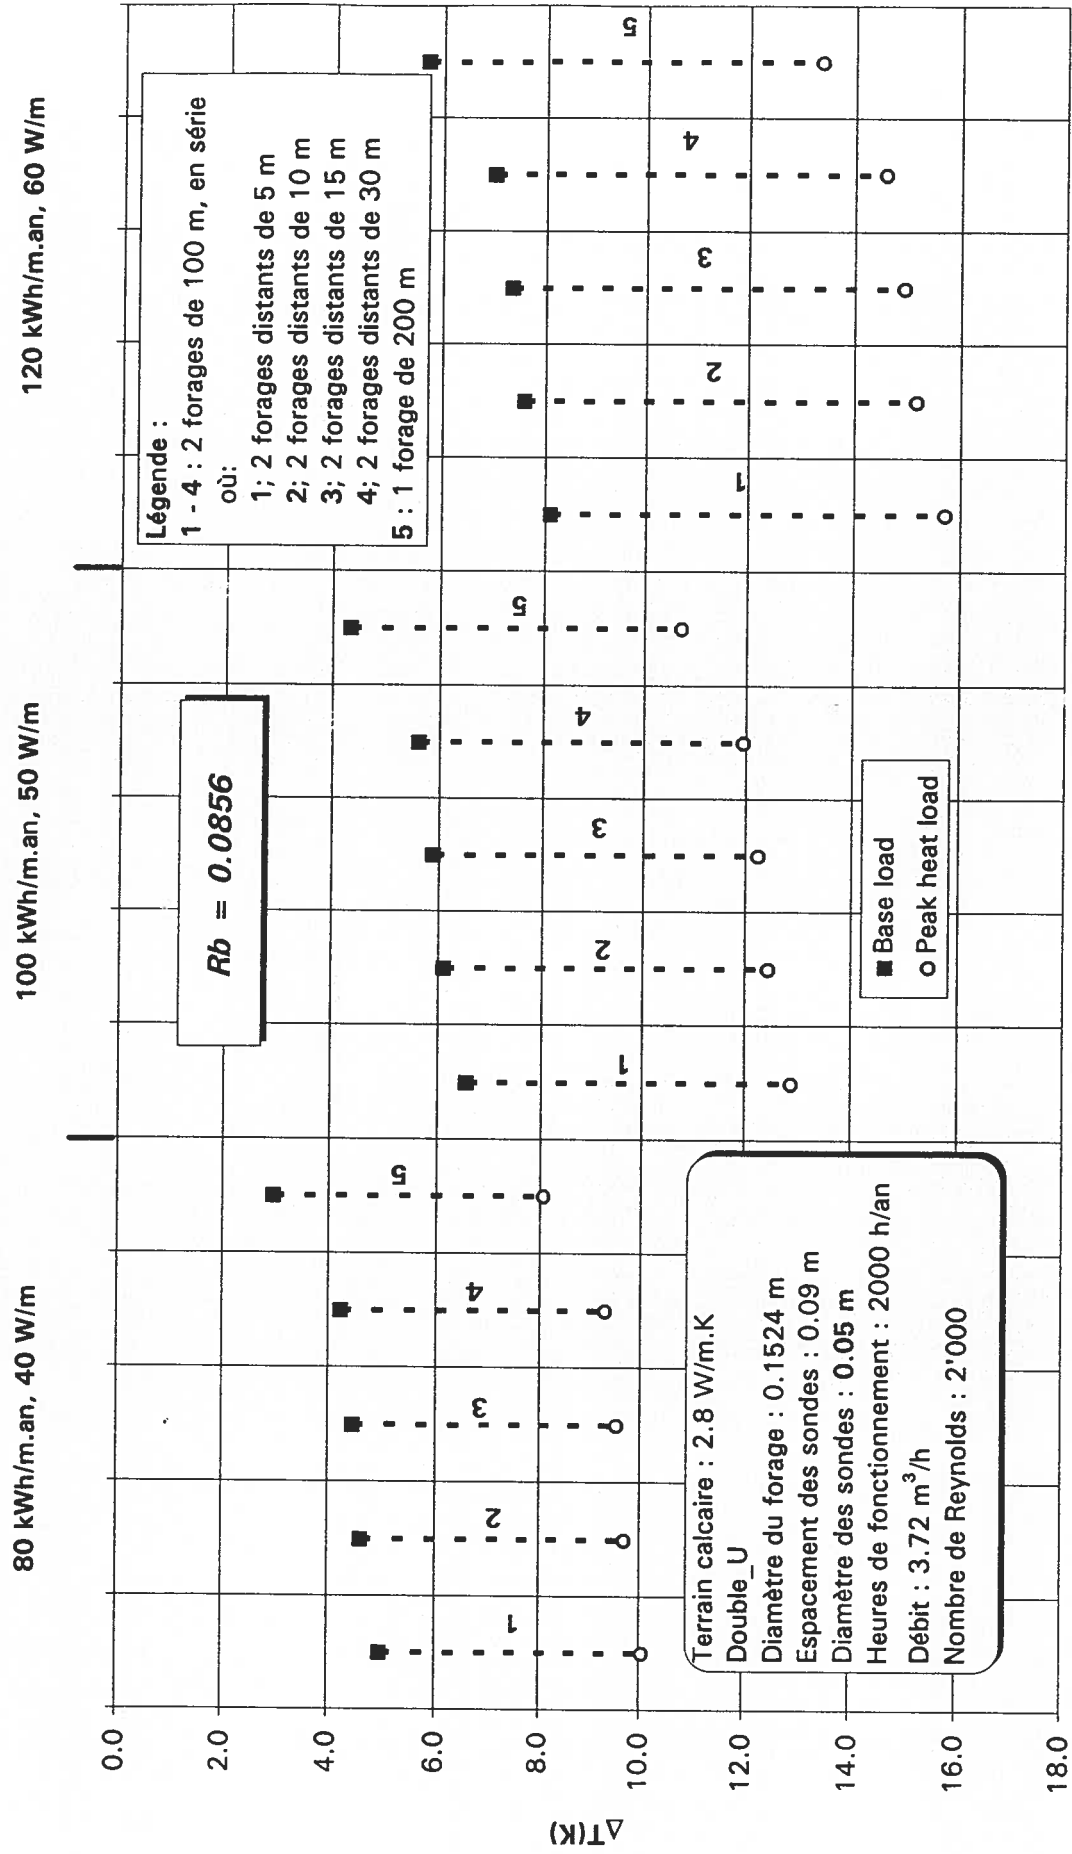 80 kWh/m.an, 40 W/m
100 kWh/m.an, 50 W/m
120 kWh/m.an, 60 W/m
ΔT(K)
0.0
2.0
4.0
6.0
8.0
10.0
12.0
14.0
16.0
18.0
Légende :
1 - 4 : 2 forages de 100 m, en série
où:
1; 2 forages distants de 5 m
2; 2 forages distants de 10 m
3; 2 forages distants de 15 m
4; 2 forages distants de 30 m
5 : 1 forage de 200 m
Rb = 0.0856
1
2
3
4
5
1
2
3
4
5
1
2
3
4
5
Base load
Peak heat load
Terrain calcaire : 2.8 W/m.K
Double_U
Diamètre du forage : 0.1524 m
Espacement des sondes : 0.09 m
Diamètre des sondes : 0.05 m
Heures de fonctionnement : 2000 h/an
Débit : 3.72 m³/h
Nombre de Reynolds : 2'000